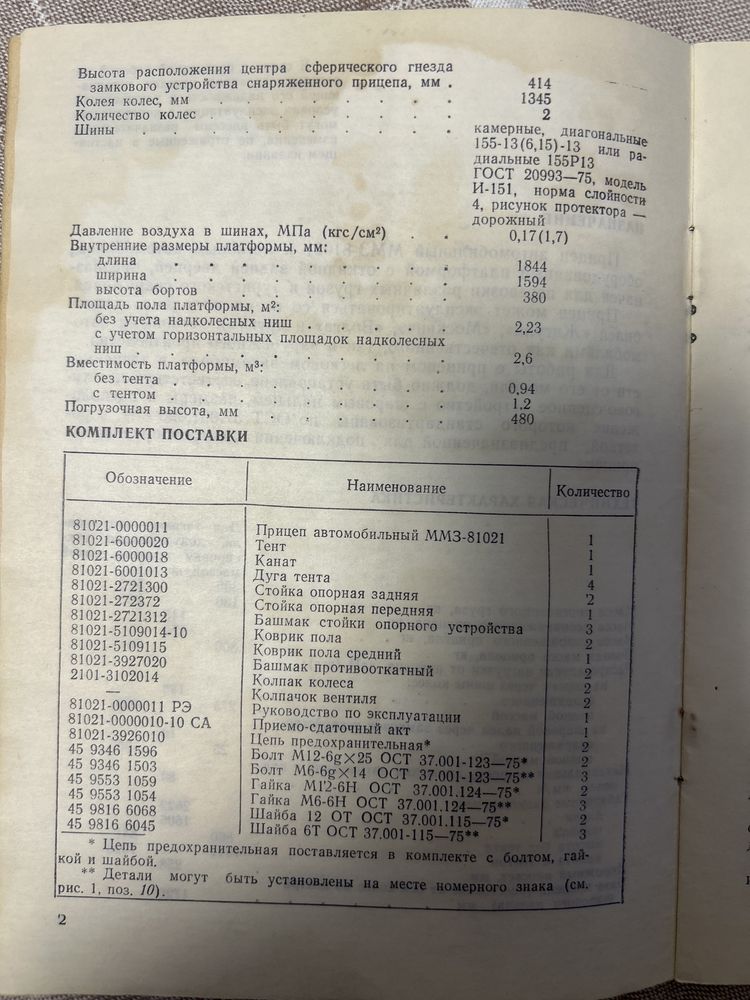 Высота расположения центра сферического гнезда
замкового устройства снаряженного прицепа, мм . 414
Колея колес, мм . . . . . . . . 1345
Количество колес . . . . . . . 2
Шины . . . . . . . . . камерные, диагональные
155-13(6,15)-13 или ра-
диальные 155Р13
ГОСТ 20993—75, модель
И-151, норма слойности
4, рисунок протектора —
дорожный
Давление воздуха в шинах, МПа (кгс/см²) . . 0,17(1,7)
Внутренние размеры платформы, мм:
длина . . . . . . . . . 1844
ширина . . . . . . . . . 1594
высота бортов . . . . . . . . 380
Площадь пола платформы, м²:
без учета надколесных ниш . . . . . 2,23
с учетом горизонтальных площадок надколесных
ниш . . . . . . . . . . 2,6
Вместимость платформы, м³:
без тента . . . . . . . . . 0,94
с тентом . . . . . . . . . 1,2
Погрузочная высота, мм . . . . . . 480
КОМПЛЕКТ ПОСТАВКИ
Обозначение Наименование Количество
81021-0000011 Прицеп автомобильный ММЗ-81021 1
81021-6000020 Тент 1
81021-6000018 Канат 1
81021-6001013 Дуга тента 4
81021-2721300 Стойка опорная задняя 2
81021-272372 Стойка опорная передняя 1
81021-2721312 Башмак стойки опорного устройства 3
81021-5109014-10 Коврик пола 2
81021-5109115 Коврик пола средний 1
81021-3927020 Башмак противооткатный 2
2101-3102014 Колпак колеса 2
— Колпачок вентиля 2
81021-0000011 РЭ Руководство по эксплуатации 1
81021-0000010-10 СА Приемо-сдаточный акт 1
81021-3926010 Цепь предохранительная* 2
45 9346 1596 Болт М12-6g×25 ОСТ 37.001-123—75* 2
45 9346 1503 Болт М6-6g×14 ОСТ 37.001-123—75** 3
45 9553 1059 Гайка М12-6Н ОСТ 37.001.124—75* 2
45 9553 1054 Гайка М6-6Н ОСТ 37.001.124—75** 3
45 9816 6068 Шайба 12 ОТ ОСТ 37.001.115—75* 2
45 9816 6045 Шайба 6Т ОСТ 37.001-115—75** 3
* Цепь предохранительная поставляется в комплекте с болтом, гай-
кой и шайбой.
** Детали могут быть установлены на месте номерного знака (см.
рис. 1, поз. 10).
2